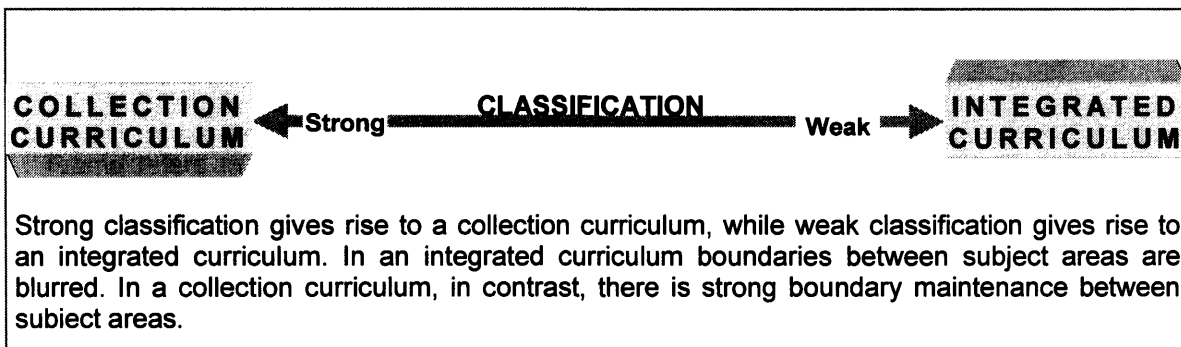 COLLECTION CURRICULUM
Strong
CLASSIFICATION
Weak
INTEGRATED CURRICULUM
Strong classification gives rise to a collection curriculum, while weak classification gives rise to
an integrated curriculum. In an integrated curriculum boundaries between subject areas are
blurred. In a collection curriculum, in contrast, there is strong boundary maintenance between
subject areas.